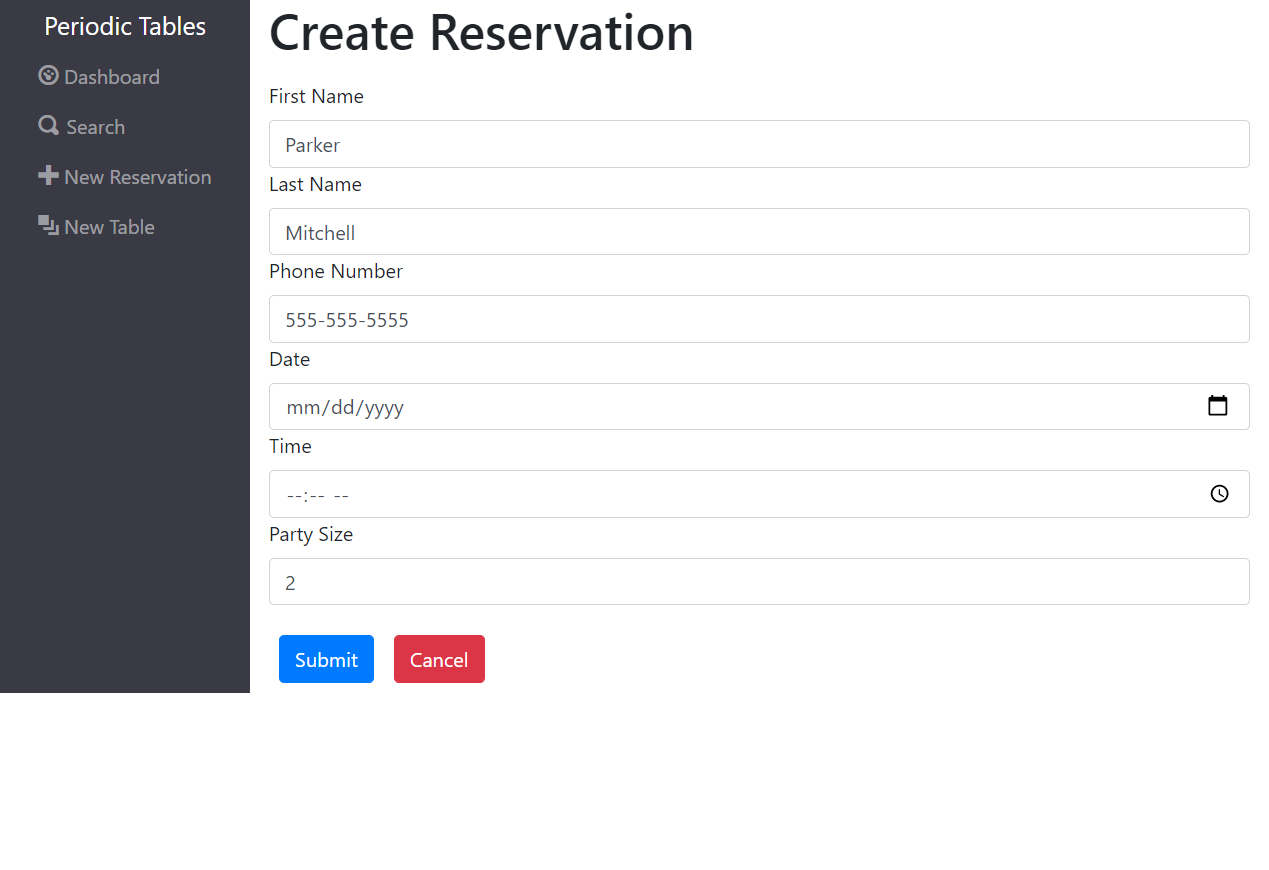 Periodic Tables
Dashboard
Search
New Reservation
New Table
Create Reservation
First Name
Parker
Last Name
Mitchell
Phone Number
555-555-5555
Date
mm/dd/yyyy
Time
--:-- --
Party Size
2
Submit
Cancel